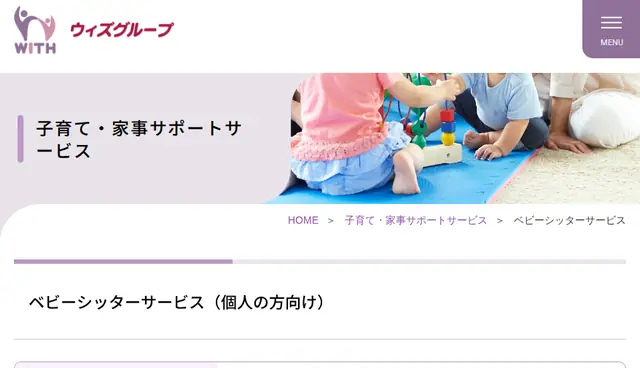 WITH ウィズグループ
MENU
子育て・家事サポートサ
ービス
HOME > 子育て・家事サポートサービス > ベビーシッターサービス
ベビーシッターサービス（個人の方向け）